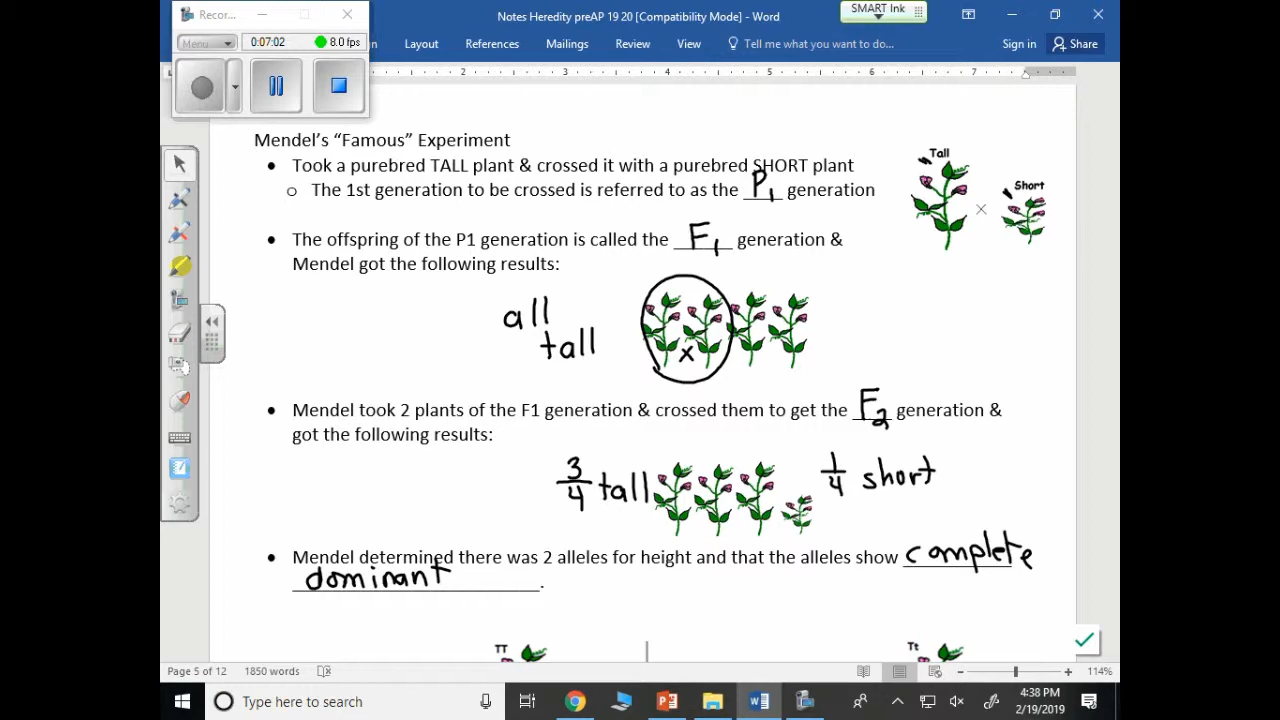 Recor...
Notes Heredity preAP 19 20 [Compatibility Mode] - Word
SMART Ink
Menu
0:07:02
8.0 fps
Layout References Mailings Review View Tell me what you want to do... Sign in Share
2 3 4 5 6 7
Mendel's "Famous" Experiment
• Took a purebred TALL plant & crossed it with a purebred SHORT plant
o The 1st generation to be crossed is referred to as the P1 generation
Tall
Short
×
• The offspring of the P1 generation is called the F1 generation &
Mendel got the following results:
all
tall
x
• Mendel took 2 plants of the F1 generation & crossed them to get the F2 generation &
got the following results:
3/4 tall
1/4 short
• Mendel determined there was 2 alleles for height and that the alleles show complete
dominant.
TT
Tt
Page 5 of 12 1850 words 114%
Type here to search
4:38 PM
2/19/2019